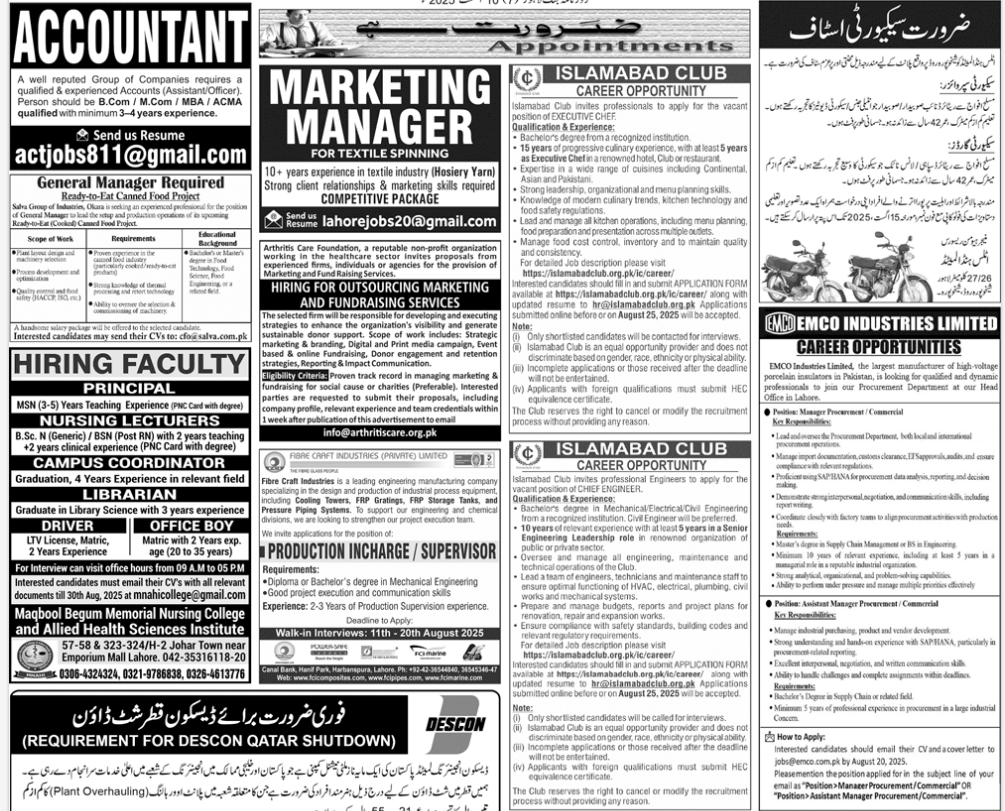 ACCOUNTANT
A well reputed Group of Companies requires a
qualified & experienced Accounts (Assistant/Officer).
Person should be B.Com / M.Com / MBA / ACMA
qualified with minimum 3–4 years experience.
Send us Resume
actjobs811@gmail.com
General Manager Required
Ready-to-Eat Canned Food Project
Salva Group of Industries, Okara is seeking an experienced professional for the position
of General Manager to lead the setup and production operations of its upcoming
Ready-to-Eat (Cooked) Canned Food Project.
Scope of Work
Plant layout design and
machinery selection
Process development and
optimization
Quality control and food
safety (HACCP, ISO, etc.)
Requirements
Proven experience in the
canned food industry
(particularly cooked/ready-to-eat
products)
Strong knowledge of thermal
processing and retort technology
Ability to oversee the selection &
commissioning of machinery.
Educational
Background
Bachelor's or Master's
degree in Food
Technology, Food
Science, Food
Engineering, or a
related field.
A handsome salary package will be offered to the selected candidate.
Interested candidates may send their CVs to: cfo@salva.com.pk
HIRING FACULTY
PRINCIPAL
MSN (3-5) Years Teaching Experience (PNC Card with degree)
NURSING LECTURERS
B.Sc. N (Generic) / BSN (Post RN) with 2 years teaching
+2 years clinical experience (PNC Card with degree)
CAMPUS COORDINATOR
Graduation, 4 Years Experience in relevant field
LIBRARIAN
Graduate in Library Science with 3 years experience
DRIVER
LTV License, Matric,
2 Years Experience
OFFICE BOY
Matric with 2 Years exp.
age (20 to 35 years)
For Interview can visit office hours from 09 A.M to 05 P.M
Interested candidates must email their CV's with all relevant
documents till 30th Aug, 2025 at mnahicollege@gmail.com
Maqbool Begum Memorial Nursing College
and Allied Health Sciences Institute
57-58 & 323-324/H-2 Johar Town near
Emporium Mall Lahore. 042-35316118-20
0306-4324324, 0321-9786838, 0326-4613776
ضرورت ہے
Appointments
MARKETING
MANAGER
FOR TEXTILE SPINNING
10+ years experience in textile industry (Hosiery Yarn)
Strong client relationships & marketing skills required
COMPETITIVE PACKAGE
Send us
Resume lahorejobs20@gmail.com
Arthritis Care Foundation, a reputable non-profit organization
working in the healthcare sector invites proposals from
experienced firms, individuals or agencies for the provision of
Marketing and Fund Raising Services.
HIRING FOR OUTSOURCING MARKETING
AND FUNDRAISING SERVICES
The selected firm will be responsible for developing and executing
strategies to enhance the organization's visibility and generate
sustainable donor support. Scope of work includes: Strategic
marketing & branding, Digital and Print media campaign, Event
based & online Fundraising, Donor engagement and retention
strategies, Reporting & Impact Communication.
Eligibility Criteria: Proven track record in managing marketing &
fundraising for social cause or charities (Preferable). Interested
parties are requested to submit their proposals, including
company profile, relevant experience and team credentials within
1 week after publication of this advertisement to email
info@arthritiscare.org.pk
FIBRE CRAFT INDUSTRIES (PRIVATE) LIMITED
THE FIBRE GLASS PEOPLE
Fibre Craft Industries is a leading engineering manufacturing company
specializing in the design and production of industrial process equipment,
including Cooling Towers, FRP Gratings, FRP Storage Tanks, and
Pressure Piping Systems. To support our engineering and chemical
divisions, we are looking to strengthen our project execution team.
We invite applications for the position of:
PRODUCTION INCHARGE / SUPERVISOR
Requirements:
•Diploma or Bachelor's degree in Mechanical Engineering
•Good project execution and communication skills
Experience: 2-3 Years of Production Supervision experience.
Deadline to Apply:
Walk-in Interviews: 11th - 20th August 2025
Canal Bank, Hanif Park, Harbanspura, Lahore. Ph: +92-42-36544840, 36545346-47
Web: www.fclcomposites.com, www.fclpipes.com, www.fclmarine.com
ISLAMABAD CLUB
CAREER OPPORTUNITY
Islamabad Club invites professionals to apply for the vacant
position of EXECUTIVE CHEF.
Qualification & Experience:
• Bachelor's degree from a recognized institution.
• 15 years of progressive culinary experience, with at least 5 years
as Executive Chef in a renowned hotel, Club or restaurant.
• Expertise in a wide range of cuisines including Continental,
Asian and Pakistani.
• Strong leadership, organizational and menu planning skills.
• Knowledge of modern culinary trends, kitchen technology and
food safety regulations.
• Lead and manage all kitchen operations, including menu planning,
food preparation and presentation across multiple outlets.
• Manage food cost control, inventory and to maintain quality
and consistency.
For detailed Job description please visit
https://islamabadclub.org.pk/ic/career/
Interested candidates should fill in and submit APPLICATION FORM
available at https://islamabadclub.org.pk/ic/career/ along with
updated resume to hr@islamabadclub.org.pk Applications
submitted online before or on August 25, 2025 will be accepted.
Note:
(i) Only shortlisted candidates will be contacted for interviews.
(ii) Islamabad Club is an equal opportunity provider and does not
discriminate based on gender, race, ethnicity or physical ability.
(iii) Incomplete applications or those received after the deadline
will not be entertained.
(iv) Applicants with foreign qualifications must submit HEC
equivalence certificate.
The Club reserves the right to cancel or modify the recruitment
process without providing any reason.
ISLAMABAD CLUB
CAREER OPPORTUNITY
Islamabad Club invites professional Engineers to apply for the
vacant position of CHIEF ENGINEER.
Qualification & Experience:
• Bachelor's degree in Mechanical/Electrical/Civil Engineering
from a recognized institution. Civil Engineer will be preferred.
• 10 years of relevant experience with at least 5 years in a Senior
Engineering Leadership role in renowned organization of
public or private sector.
• Oversee and manage all engineering, maintenance and
technical operations of the Club.
• Lead a team of engineers, technicians and maintenance staff to
ensure optimal functioning of HVAC, electrical, plumbing, civil
works and mechanical systems.
• Prepare and manage budgets, reports and project plans for
renovation, repair and expansion works.
• Ensure compliance with safety standards, building codes and
relevant regulatory requirements.
For detailed Job description please visit
https://islamabadclub.org.pk/ic/career/
Interested candidates should fill in and submit APPLICATION FORM
available at https://islamabadclub.org.pk/ic/career/ along with
updated resume to hr@islamabadclub.org.pk Applications
submitted online before or on August 25, 2025 will be accepted.
Note:
(i) Only shortlisted candidates will be called for interviews.
(ii) Islamabad Club is an equal opportunity provider and does not
discriminate based on gender, race, ethnicity or physical ability.
(iii) Incomplete applications or those received after the deadline
will not be entertained.
(iv) Applicants with foreign qualifications must submit HEC
equivalence certificate.
The Club reserves the right to cancel or modify the recruitment
process without providing any reason.
ضرورت سیکیورٹی اسٹاف
سیکیورٹی سپروائزر:
سیکیورٹی گارڈز:
منیجر ہیومن ریسورس
اٹلس ہنڈا لمیٹڈ
27/26 کلومیٹر لاہور
شیخوپورہ روڈ، شیخوپورہ
EMCO EMCO INDUSTRIES LIMITED
CAREER OPPORTUNITIES
EMCO Industries Limited, the largest manufacturer of high-voltage
porcelain insulators in Pakistan, is looking for qualified and dynamic
professionals to join our Procurement Department at our Head
Office in Lahore.
Position: Manager Procurement / Commercial
Key Responsibilities:
• Lead and oversee the Procurement Department, both local and international
procurement operations.
• Manage import documentation, customs clearance, EFS approvals, audits, and ensure
compliance with relevant regulations.
• Proficient using SAP/HANA for procurement data analysis, reporting, and decision
making.
• Demonstrate strong interpersonal, negotiation, and communication skills, including
report writing.
• Coordinate closely with factory teams to align procurement activities with production
needs.
Requirements:
• Master's degree in Supply Chain Management or BS in Engineering.
• Minimum 10 years of relevant experience, including at least 5 years in a
managerial role in a reputable industrial organization.
• Strong analytical, organizational, and problem-solving capabilities.
• Ability to perform under pressure and manage multiple priorities effectively
Position: Assistant Manager Procurement / Commercial
Key Responsibilities:
• Manage industrial purchasing, product and vendor development.
• Strong understanding and hands-on experience with SAP/HANA, particularly in
procurement-related reporting.
• Excellent interpersonal, negotiation, and written communication skills.
• Ability to handle challenges and complete assignments within deadlines.
Requirements:
• Bachelor's Degree in Supply Chain or related field.
• Minimum 5 years of professional experience in procurement in a large industrial
Concern.
How to Apply:
Interested candidates should email their CV and a cover letter to
jobs@emco.com.pk by August 20, 2025.
Please mention the position applied for in the subject line of your
email as "Position> Manager Procurement/Commercial" OR
"Position> Assistant Manager Procurement/Commercial".
فوری ضرورت برائے ڈیسکون قطر شٹ ڈاؤن
(REQUIREMENT FOR DESCON QATAR SHUTDOWN)
DESCON
ڈیسکون انجینئرنگ لمیٹڈ پاکستان کی ایک مایہ ناز ملٹی نیشنل کمپنی ہے جو پاکستان اور خلیجی ممالک میں انجینئرنگ کے شعبے میں اعلیٰ خدمات سرانجام دے رہی ہے۔
ہمیں قطر میں شٹ ڈاؤن کے لیے درج ذیل ہنرمند افراد کی ضرورت ہے جن کا متعلقہ شعبہ میں پلانٹ اوور ہالنگ (Plant Overhauling) کا کم از کم